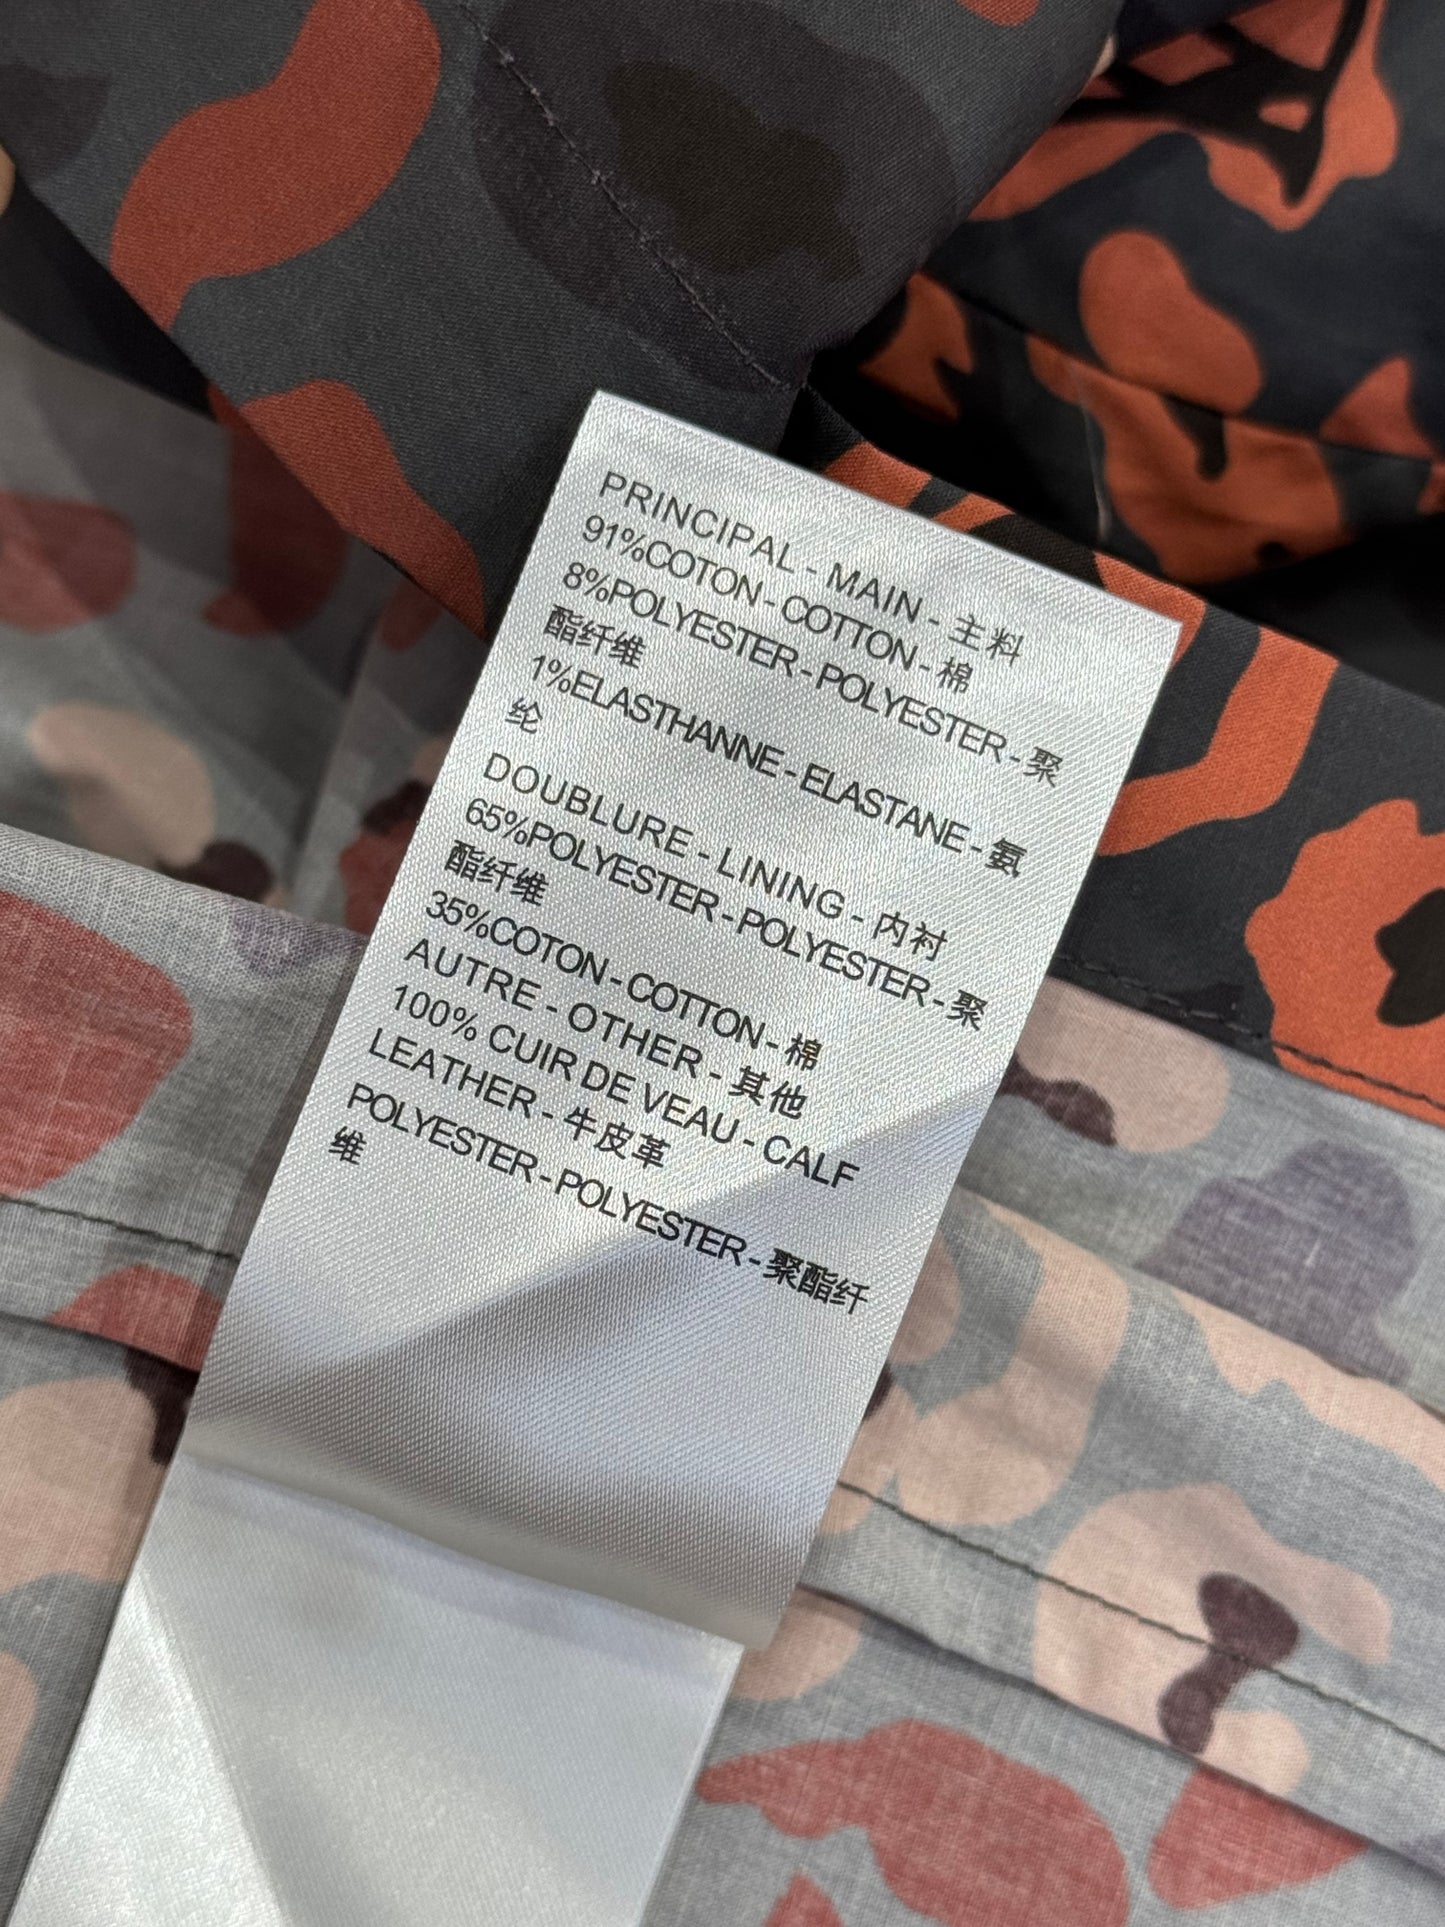 PRINCIPAL - MAIN - 主料
91%COTON - COTTON - 棉
8%POLYESTER - POLYESTER - 聚
酯纤维
1%ELASTHANNE - ELASTANE - 氨
纶
DOUBLURE - LINING - 内衬
65%POLYESTER - POLYESTER - 聚
酯纤维
35%COTON - COTTON - 棉
AUTRE - OTHER - 其他
100% CUIR DE VEAU - CALF
LEATHER - 牛皮革
POLYESTER - POLYESTER - 聚酯纤
维